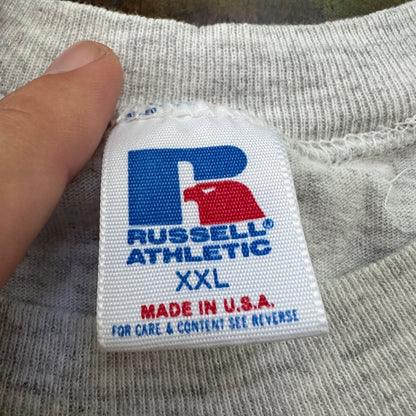 R
RUSSELL
ATHLETIC
XXL
MADE IN U.S.A.
FOR CARE & CONTENT SEE REVERSE